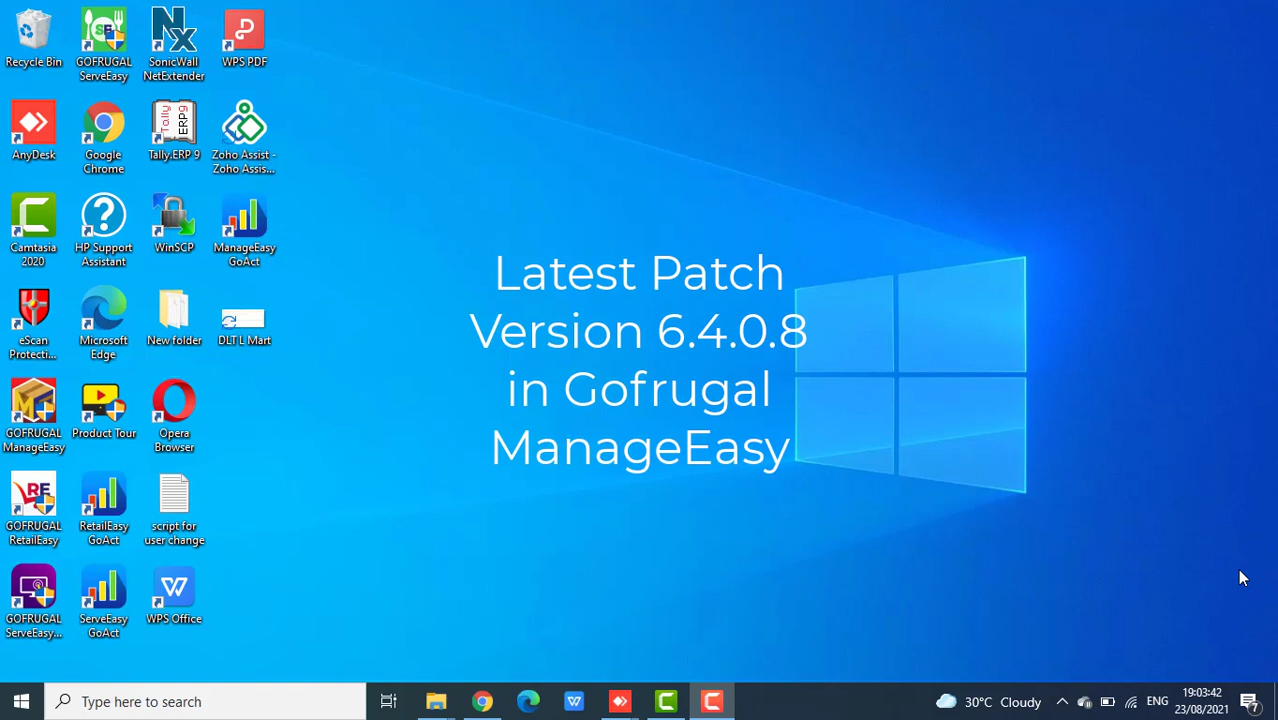 Recycle Bin
GOFRUGAL
ServeEasy
SonicWall
NetExtender
WPS PDF
AnyDesk
Google
Chrome
Tally
ERP9
Tally.ERP 9
Zoho Assist -
Zoho Assis...
Camtasia
2020
HP Support
Assistant
WinSCP
ManageEasy
GoAct
eScan
Protecti...
Microsoft
Edge
New folder
DLT L Mart
GOFRUGAL
ManageEasy
Product Tour
Opera
Browser
RE
GOFRUGAL
RetailEasy
RetailEasy
GoAct
script for
user change
GOFRUGAL
ServeEasy...
ServeEasy
GoAct
WPS Office
Latest Patch
Version 6.4.0.8
in Gofrugal
ManageEasy
Type here to search
30°C Cloudy
ENG
19:03:42
23/08/2021
7